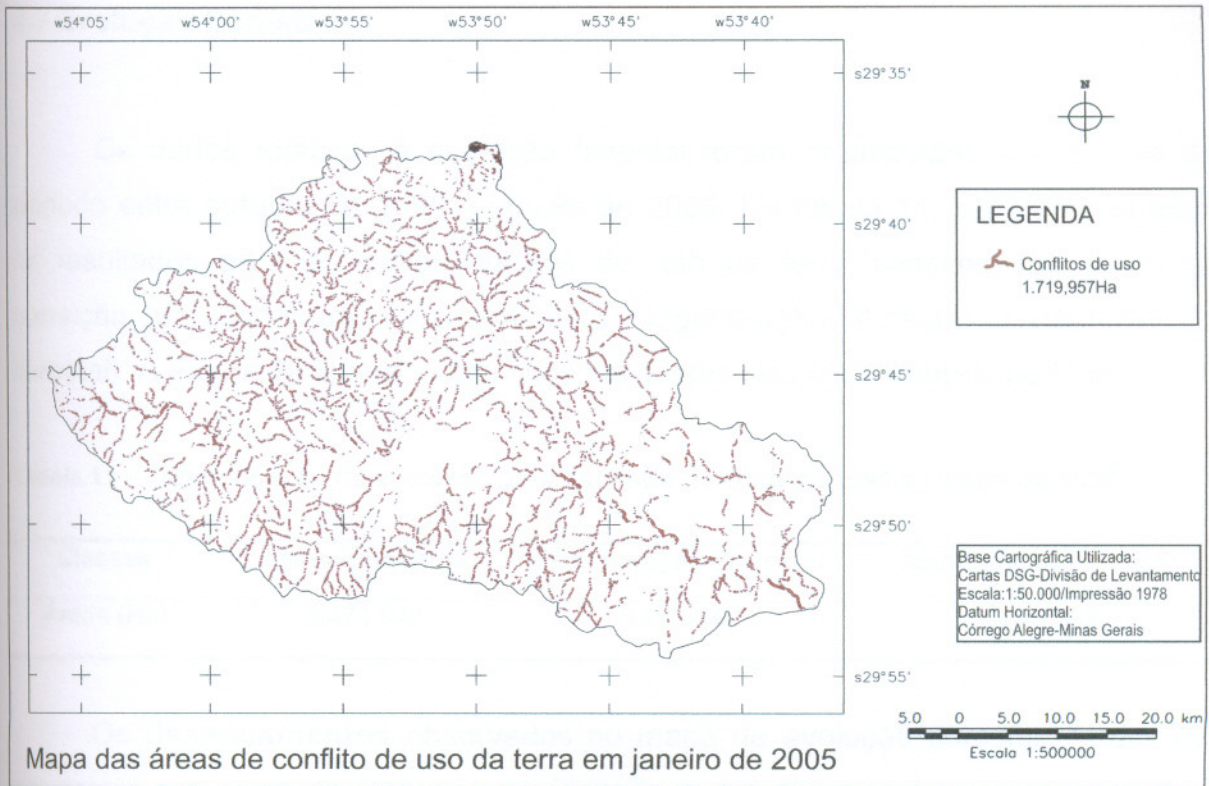 w54°05' w54°00' w53°55' w53°50' w53°45' w53°40'
s29°35'
N
s29°40'
LEGENDA
Conflitos de uso
1.719,957Ha
s29°45'
s29°50'
Base Cartográfica Utilizada:
Cartas DSG-Divisão de Levantamento
Escala:1:50.000/Impressão 1978
Datum Horizontal:
Córrego Alegre-Minas Gerais
s29°55'
5.0 0 5.0 10.0 15.0 20.0 km
Escala 1:500000
Mapa das áreas de conflito de uso da terra em janeiro de 2005